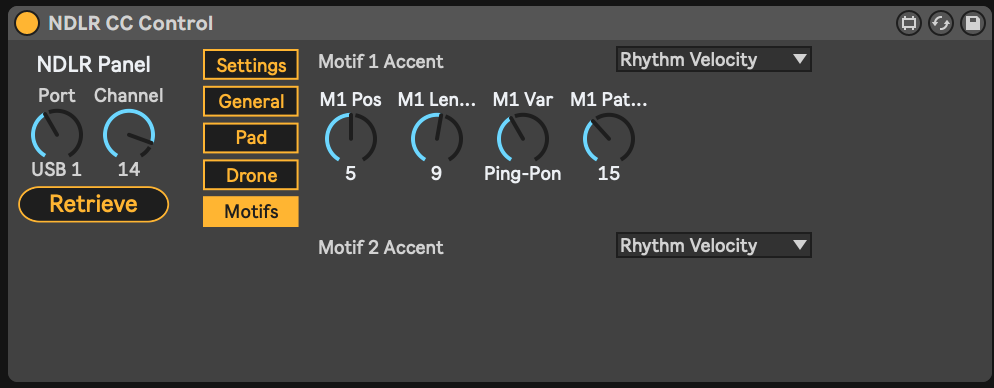 NDLR CC Control
NDLR Panel
Port Channel
USB 1 14
Retrieve
Settings
General
Pad
Drone
Motifs
Motif 1 Accent Rhythm Velocity
M1 Pos M1 Len... M1 Var M1 Pat...
5 9 Ping-Pon 15
Motif 2 Accent Rhythm Velocity